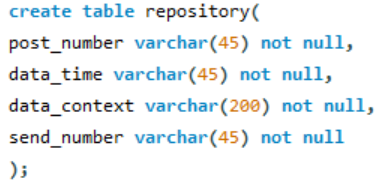 create table repository(
post_number varchar(45) not null,
data_time varchar(45) not null,
data_context varchar(200) not null,
send_number varchar(45) not null
);